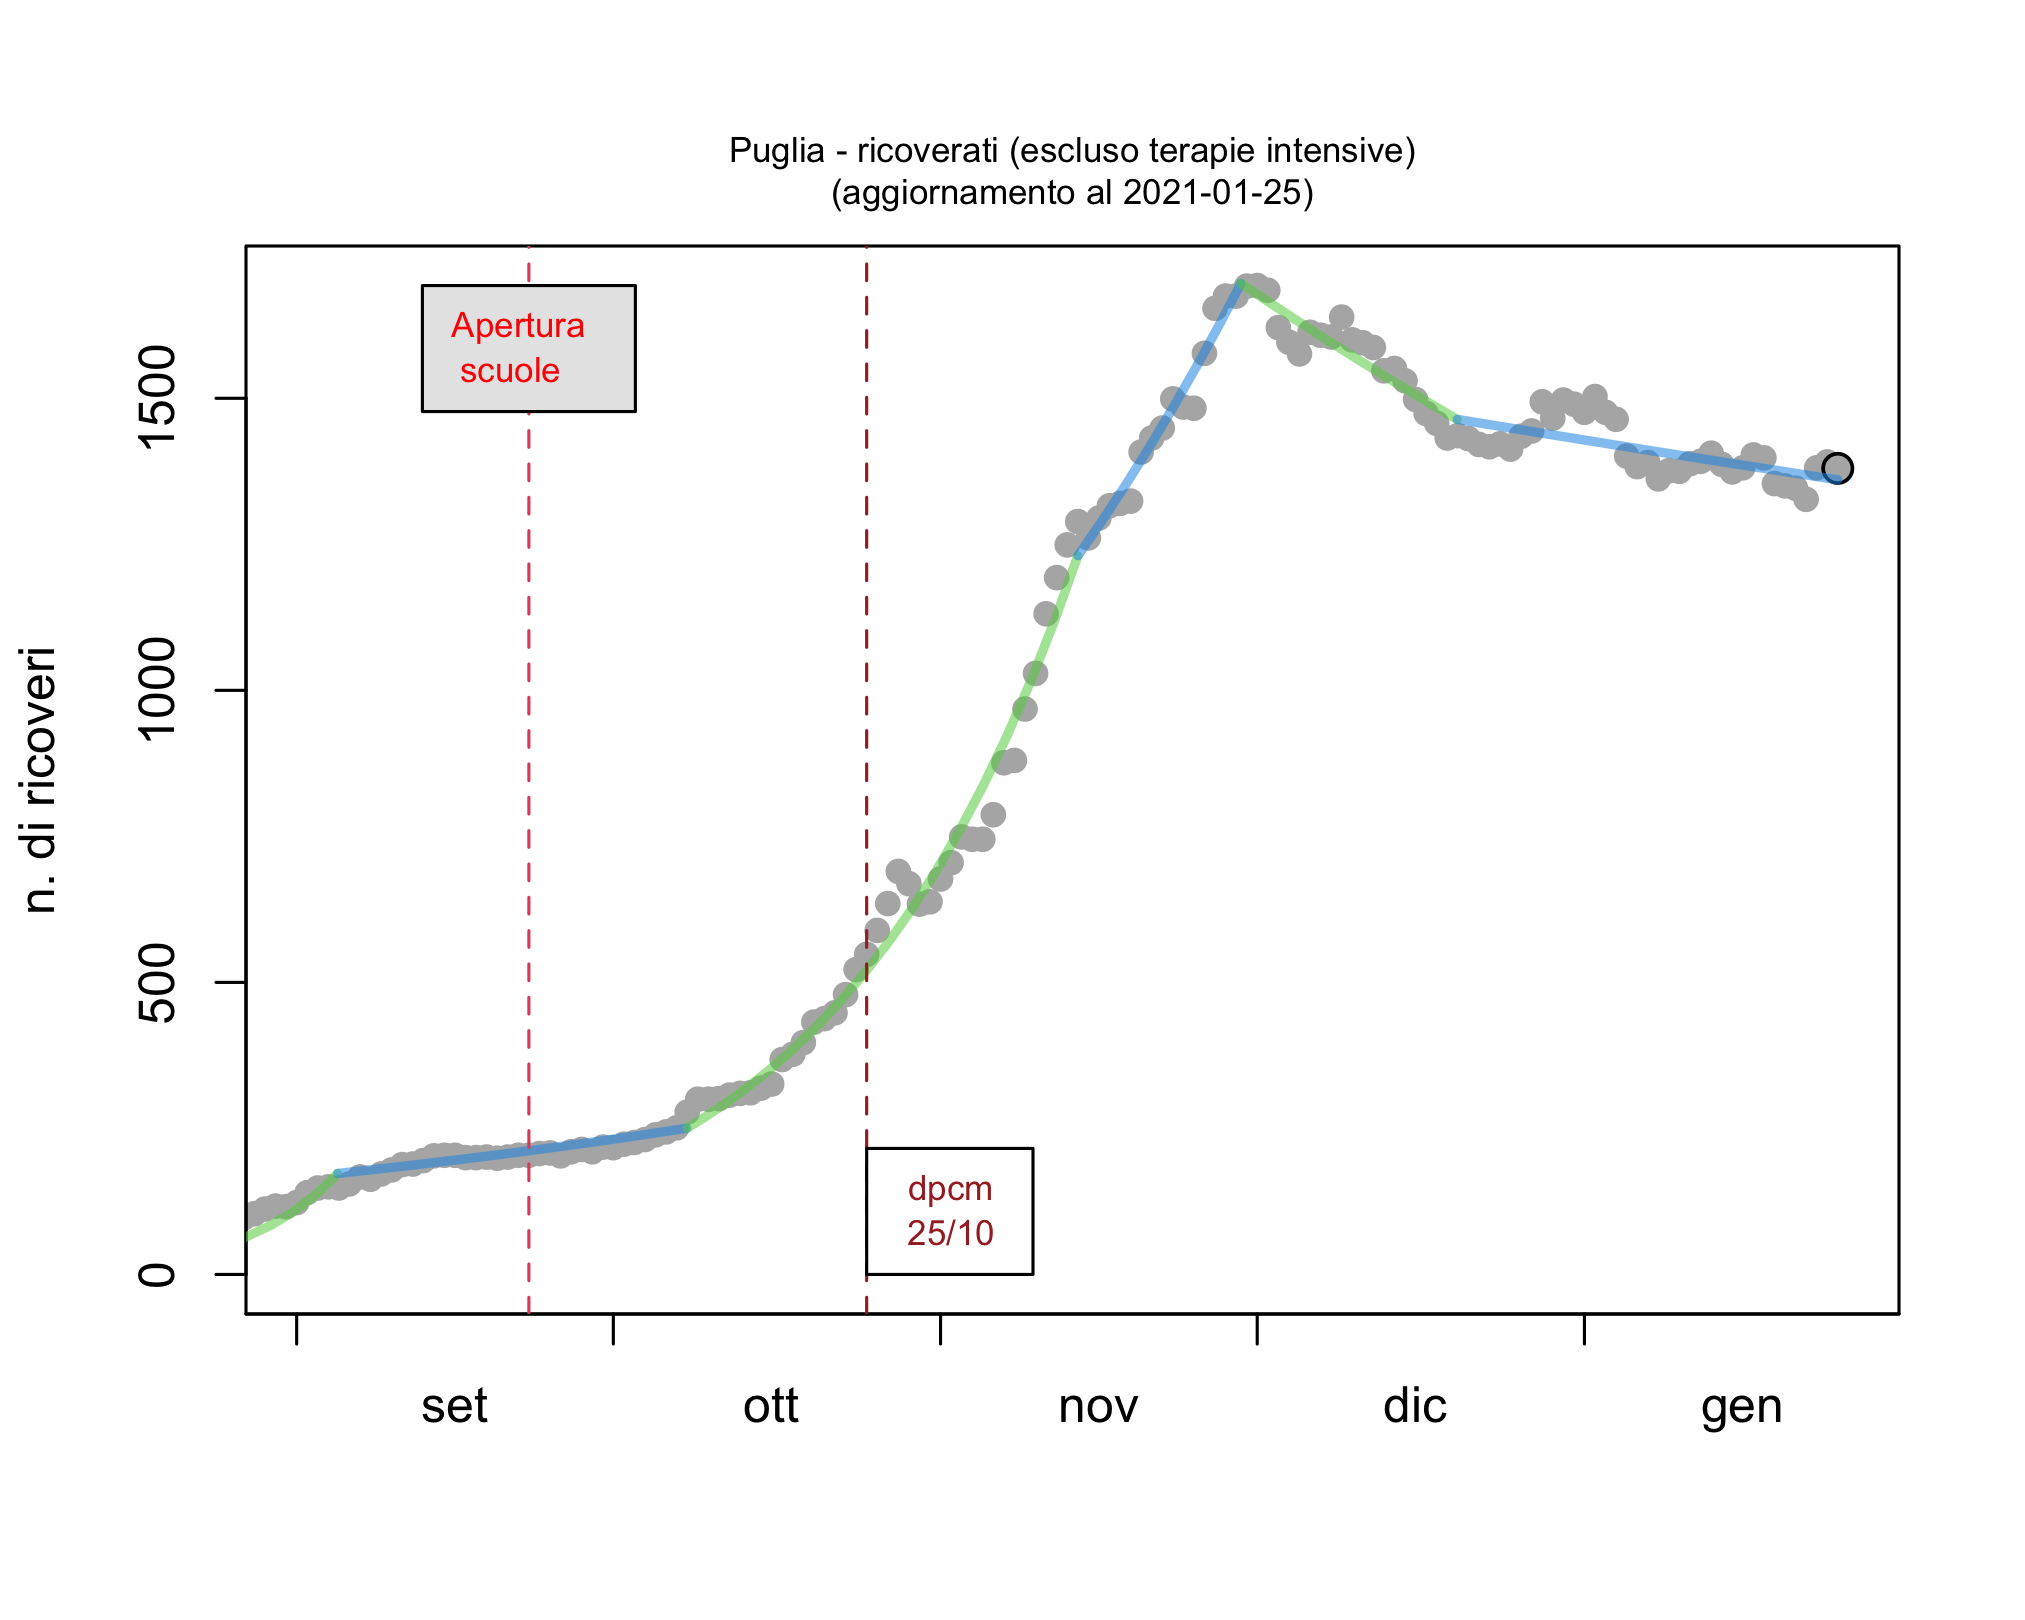 Puglia - ricoverati (escluso terapie intensive)
(aggiornamento al 2021-01-25)
Apertura
scuole
n. di ricoveri
1500
1000
500
0
dpcm
25/10
set
ott
nov
dic
gen